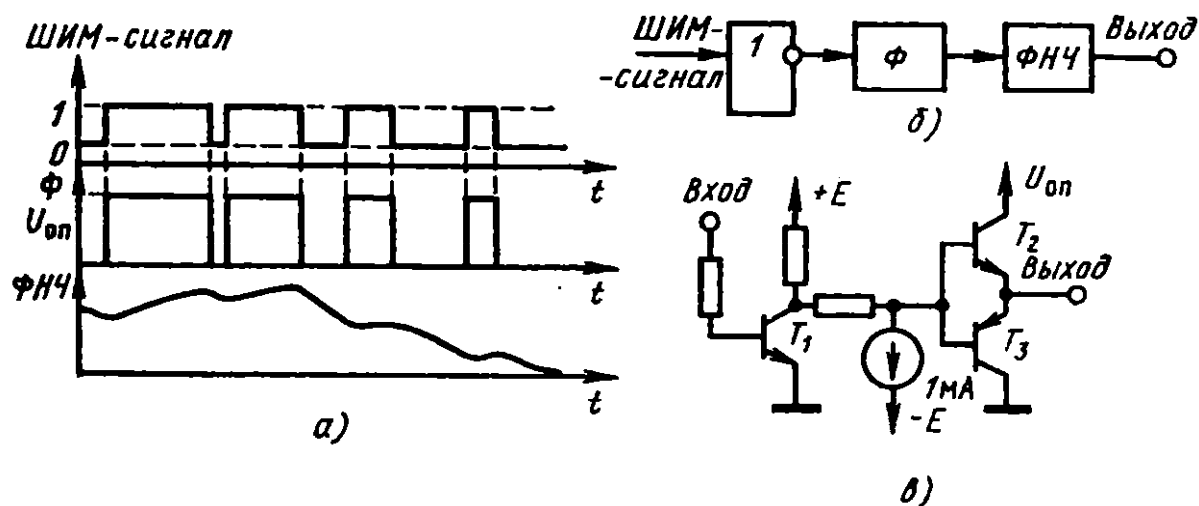 ШИМ-сигнал
1
0
t
Ф
Uоп
t
ФНЧ
t
а)
ШИМ-
-сигнал
1
Ф
ФНЧ
Выход
б)
Вход
+E
T1
1мА
-E
Uоп
T2
Выход
T3
в)